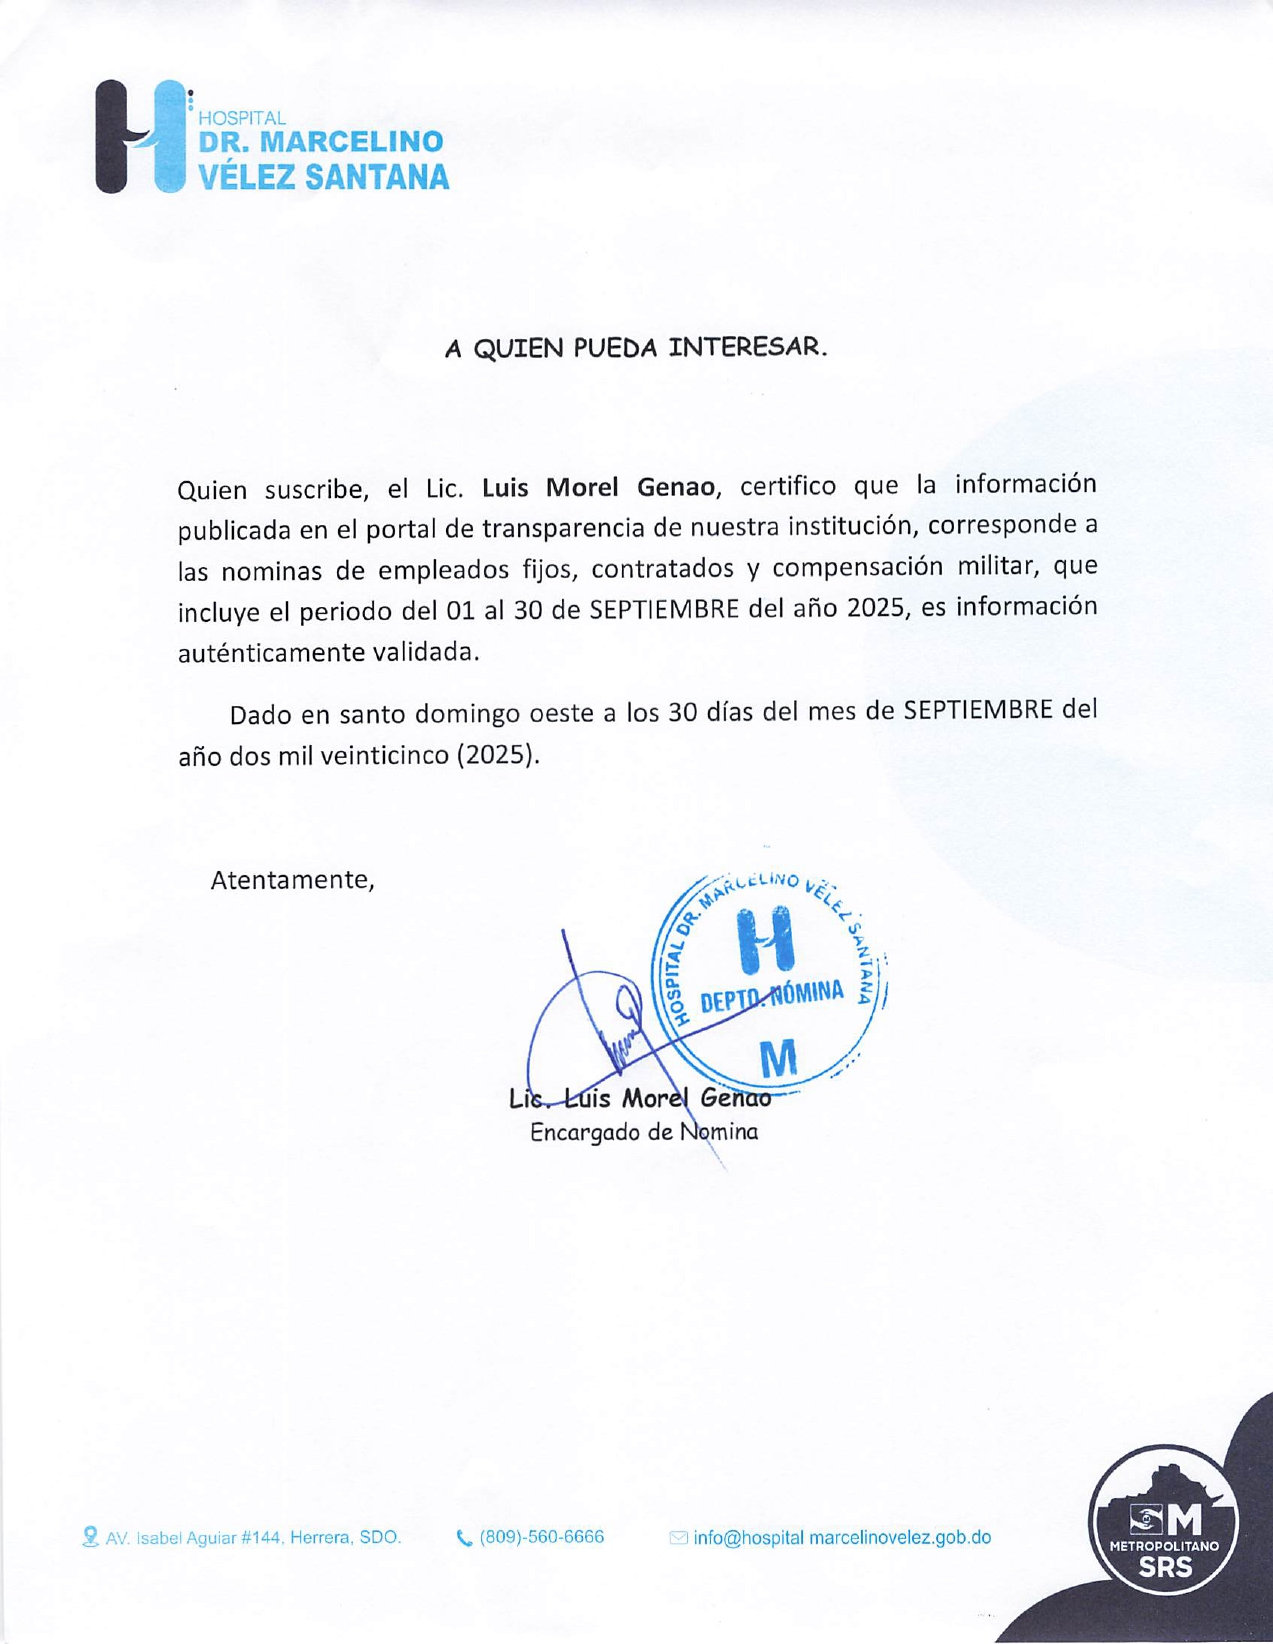 HOSPITAL
DR. MARCELINO
VÉLEZ SANTANA
A QUIEN PUEDA INTERESAR.
Quien suscribe, el Lic. Luis Morel Genao, certifico que la información
publicada en el portal de transparencia de nuestra institución, corresponde a
las nominas de empleados fijos, contratados y compensación militar, que
incluye el periodo del 01 al 30 de SEPTIEMBRE del año 2025, es información
auténticamente validada.
Dado en santo domingo oeste a los 30 días del mes de SEPTIEMBRE del
año dos mil veinticinco (2025).
Atentamente,
HOSPITAL DR. MARCELINO VÉLEZ SANTANA
H
DEPTO. NÓMINA
M
Lic. Luis Morel Genao
Encargado de Nomina
AV. Isabel Aguiar #144, Herrera, SDO.
(809)-560-6666
info@hospital marcelinovelez.gob.do
SM
METROPOLITANO
SRS